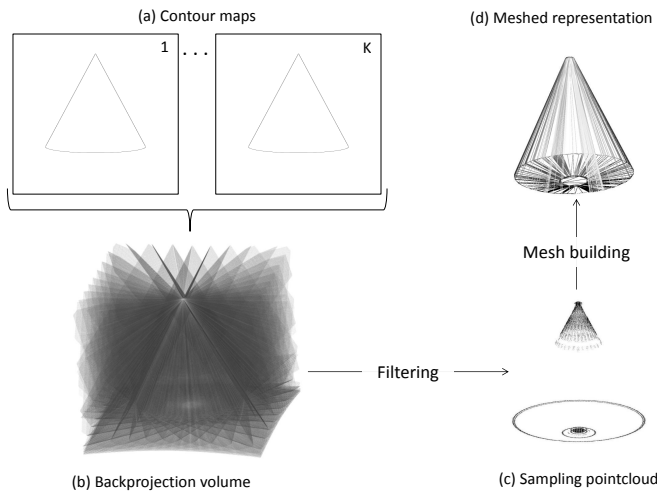 (a) Contour maps
1
. . .
K
(d) Meshed representation
Mesh building
Filtering
(b) Backprojection volume
(c) Sampling pointcloud